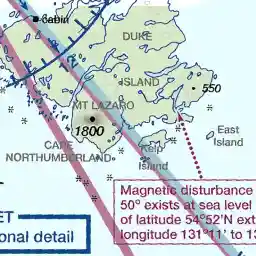 cabin
DUKE
ISLAND
550
MT LAZARO
1800
CAPE
NORTHUMBERLAND
Kelp
Island
East
Island
Magnetic disturbance
50° exists at sea level
of latitude 54°52'N ext
longitude 131°11' to 13
ET
onal detail